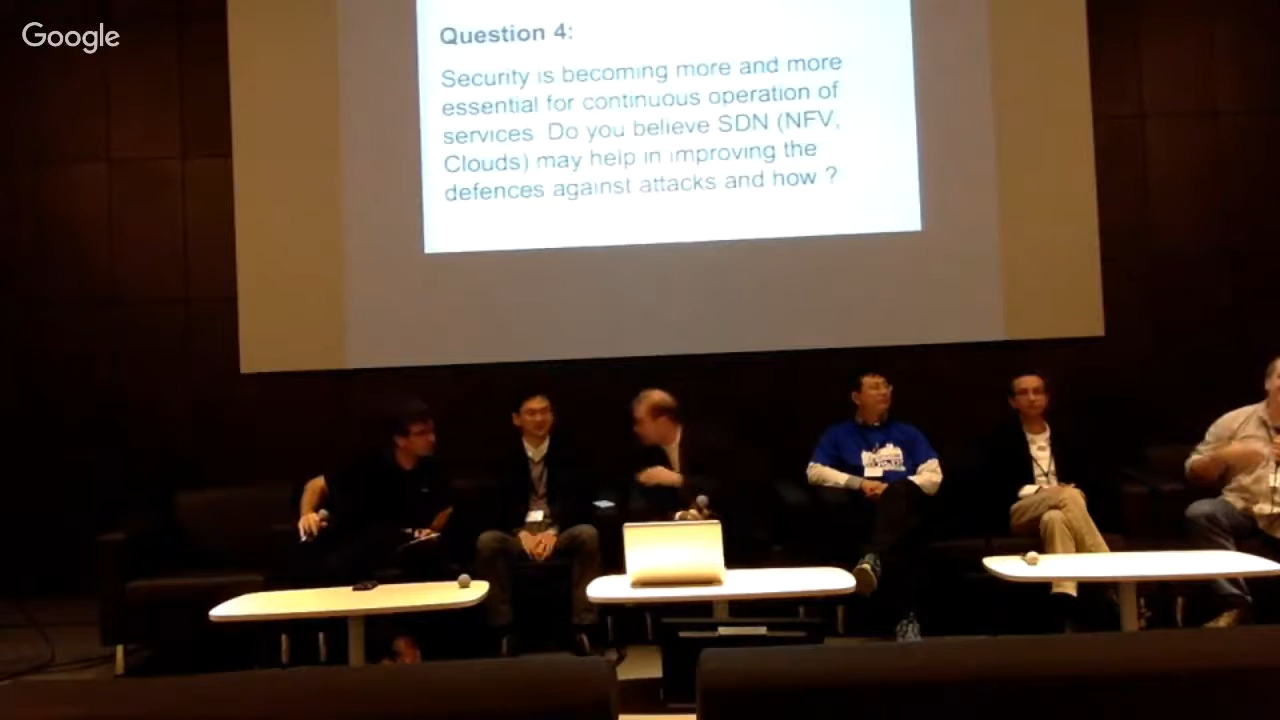 Google
Question 4:
Security is becoming more and more
essential for continuous operation of
services. Do you believe SDN (NFV,
Clouds) may help in improving the
defences against attacks and how ?